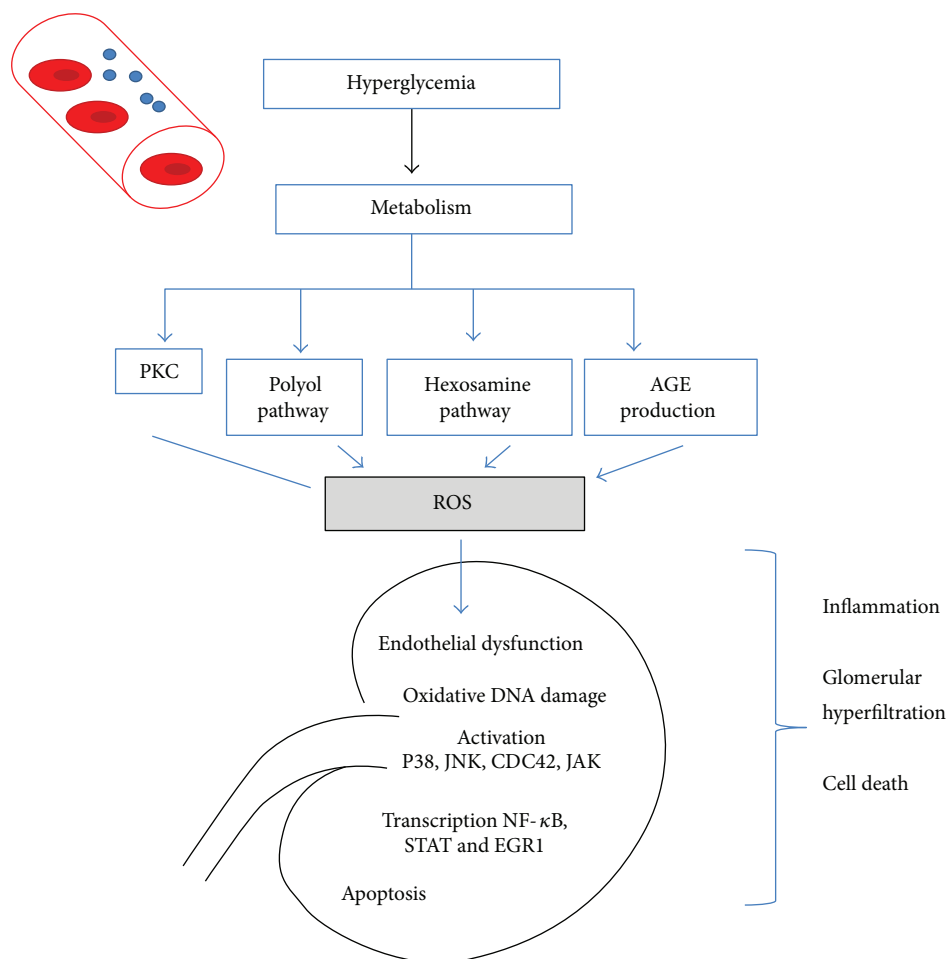 Hyperglycemia
Metabolism
PKC
Polyol
pathway
Hexosamine
pathway
AGE
production
ROS
Endothelial dysfunction
Oxidative DNA damage
Activation
P38, JNK, CDC42, JAK
Transcription NF-κB,
STAT and EGR1
Apoptosis
Inflammation
Glomerular
hyperfiltration
Cell death